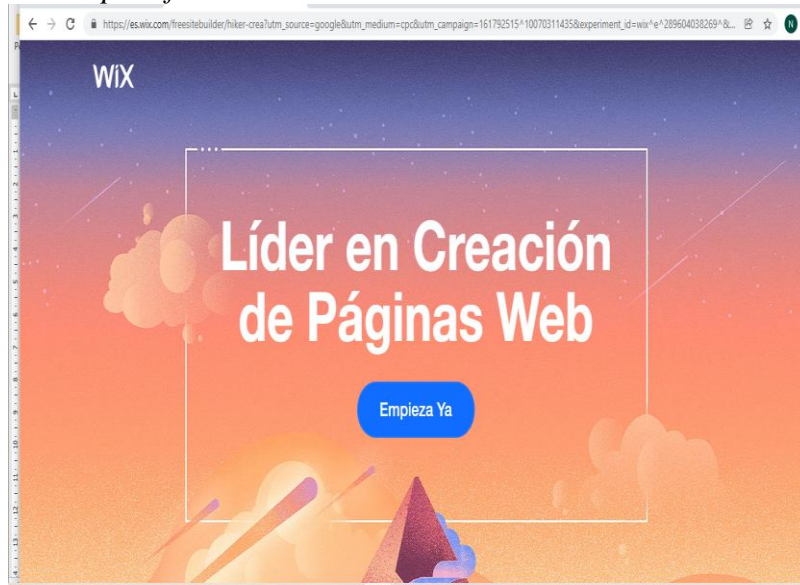 https://es.wix.com/freesitebuilder/hiker-crea?utm_source=google&utm_medium=cpc&utm_campaign=161792515^10070311435&experiment_id=wix^e^289604038269^&...
N
WiX
Líder en Creación
de Páginas Web
Empieza Ya